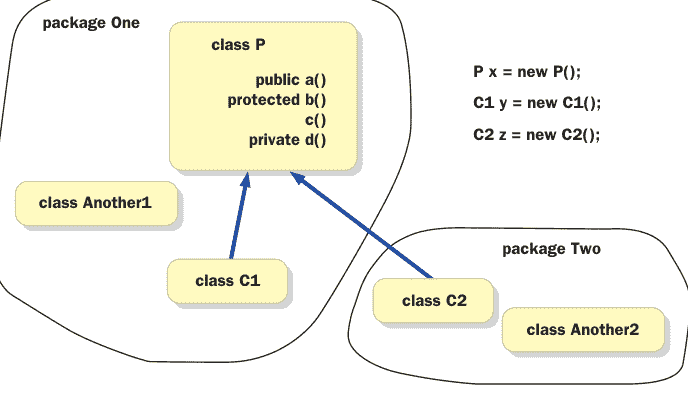 package One
class P
public a()
protected b()
c()
private d()
P x = new P();
C1 y = new C1();
C2 z = new C2();
class Another1
class C1
package Two
class C2
class Another2